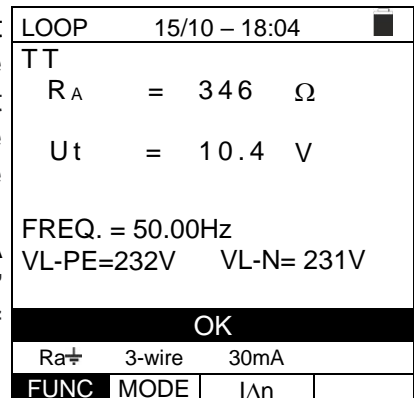 LOOP 15/10 – 18:04
TT
RA = 346 Ω
Ut = 10.4 V
FREQ. = 50.00Hz
VL-PE=232V VL-N= 231V
OK
Ra⏚ 3-wire 30mA
FUNC MODE IΔn